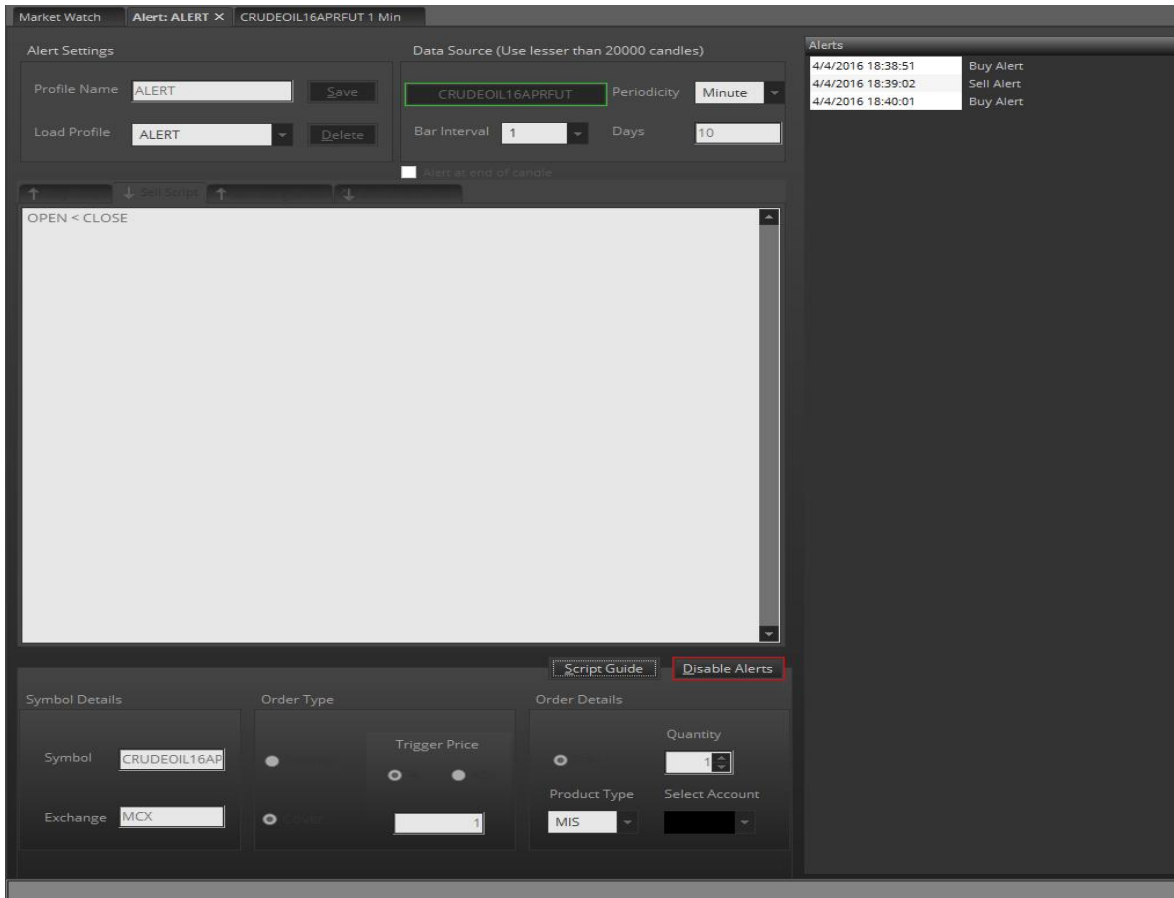 Market Watch
Alert: ALERT ✕
CRUDEOIL16APRFUT 1 Min
Alert Settings
Profile Name ALERT Save
Load Profile ALERT Delete
Data Source (Use lesser than 20000 candles)
CRUDEOIL16APRFUT Periodicity Minute
Bar Interval 1 Days 10
Alert at end of candle
Sell Script
OPEN < CLOSE
Script Guide
Disable Alerts
Symbol Details
Symbol CRUDEOIL16AP
Exchange MCX
Order Type
Trigger Price
Cover
1
Order Details
Quantity
1
Product Type Select Account
MIS
Alerts
4/4/2016 18:38:51 Buy Alert
4/4/2016 18:39:02 Sell Alert
4/4/2016 18:40:01 Buy Alert